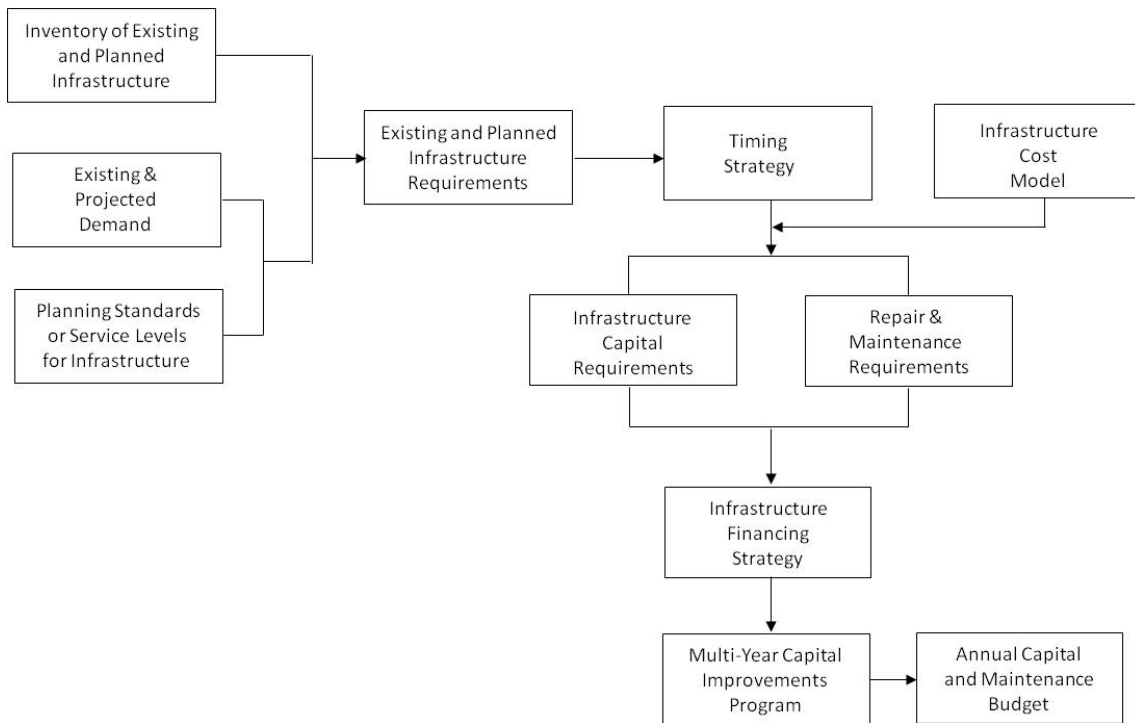 Inventory of Existing
and Planned
Infrastructure
Existing &
Projected
Demand
Planning Standards
or Service Levels
for Infrastructure
Existing and Planned
Infrastructure
Requirements
Timing
Strategy
Infrastructure
Cost
Model
Infrastructure
Capital
Requirements
Repair &
Maintenance
Requirements
Infrastructure
Financing
Strategy
Multi-Year Capital
Improvements
Program
Annual Capital
and Maintenance
Budget